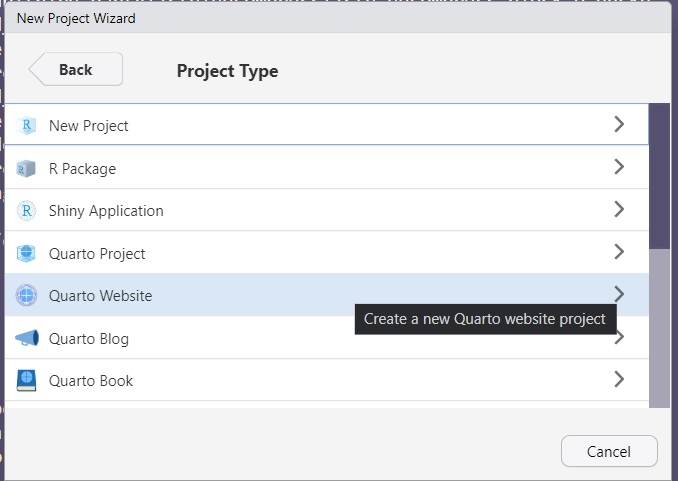 New Project Wizard
Back
Project Type
New Project
R Package
Shiny Application
Quarto Project
Quarto Website
Create a new Quarto website project
Quarto Blog
Quarto Book
Cancel